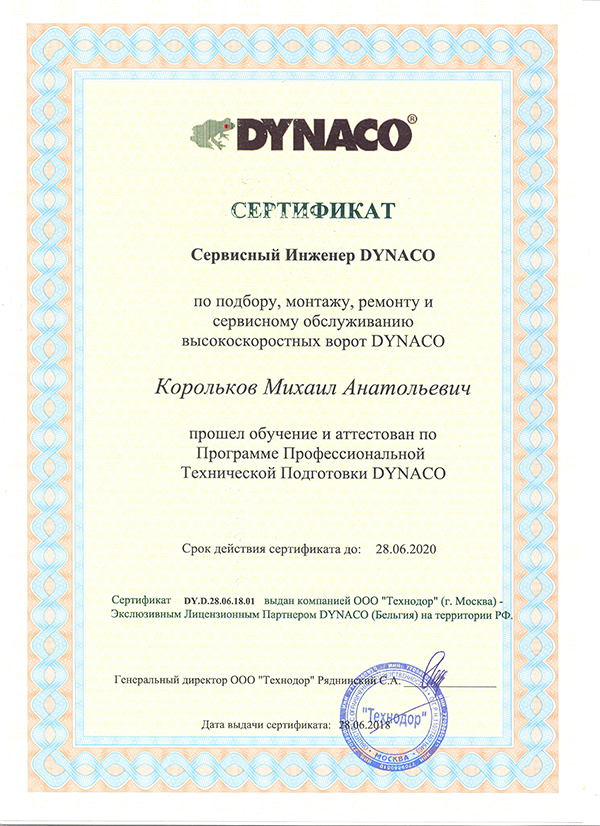 DYNACO®
СЕРТИФИКАТ
Сервисный Инженер DYNACO
по подбору, монтажу, ремонту и
сервисному обслуживанию
высокоскоростных ворот DYNACO
Корольков Михаил Анатольевич
прошел обучение и аттестован по
Программе Профессиональной
Технической Подготовки DYNACO
Срок действия сертификата до: 28.06.2020
Сертификат DY.D.28.06.18.01 выдан компанией ООО "Технодор" (г. Москва) -
Эксклюзивным Лицензионным Партнером DYNACO (Бельгия) на территории РФ.
Генеральный директор ООО "Технодор" Ряднинский С.А.
"Технодор"
Дата выдачи сертификата: 28.06.2018
МОСКВА